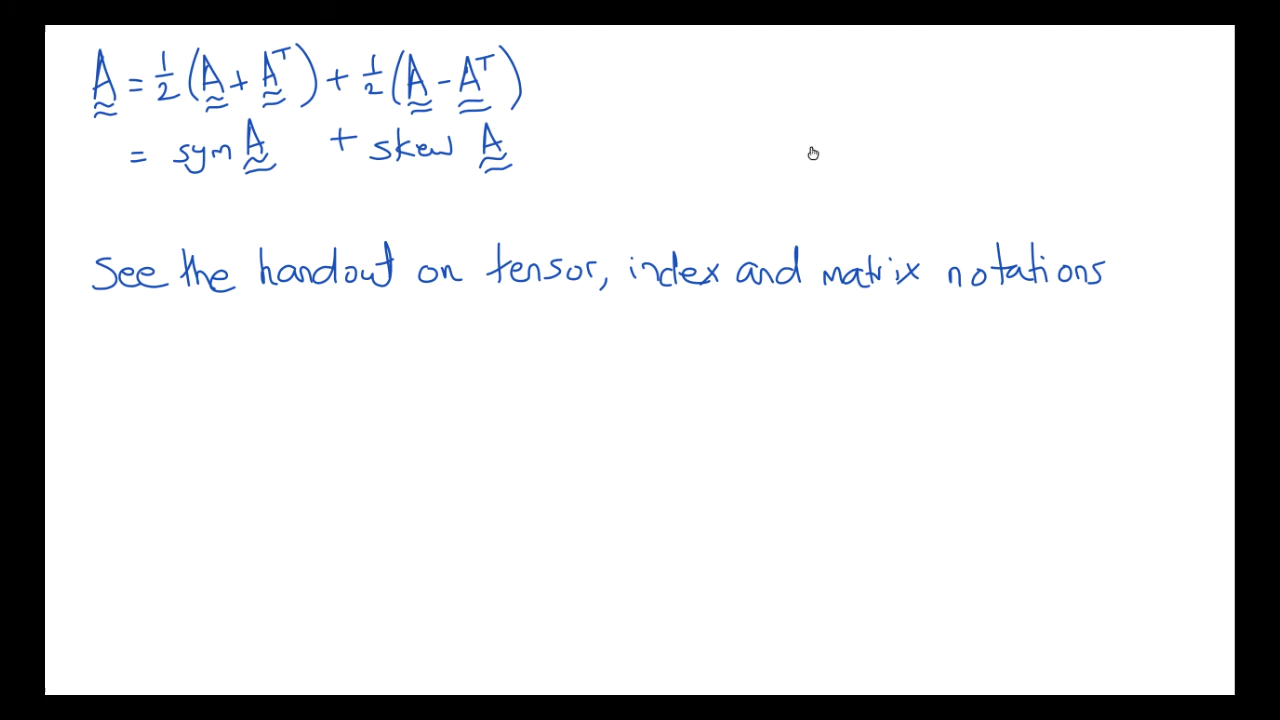 A = 1/2 (A + A^T) + 1/2 (A - A^T)
= sym A + skew A
See the handout on tensor, index and matrix notations